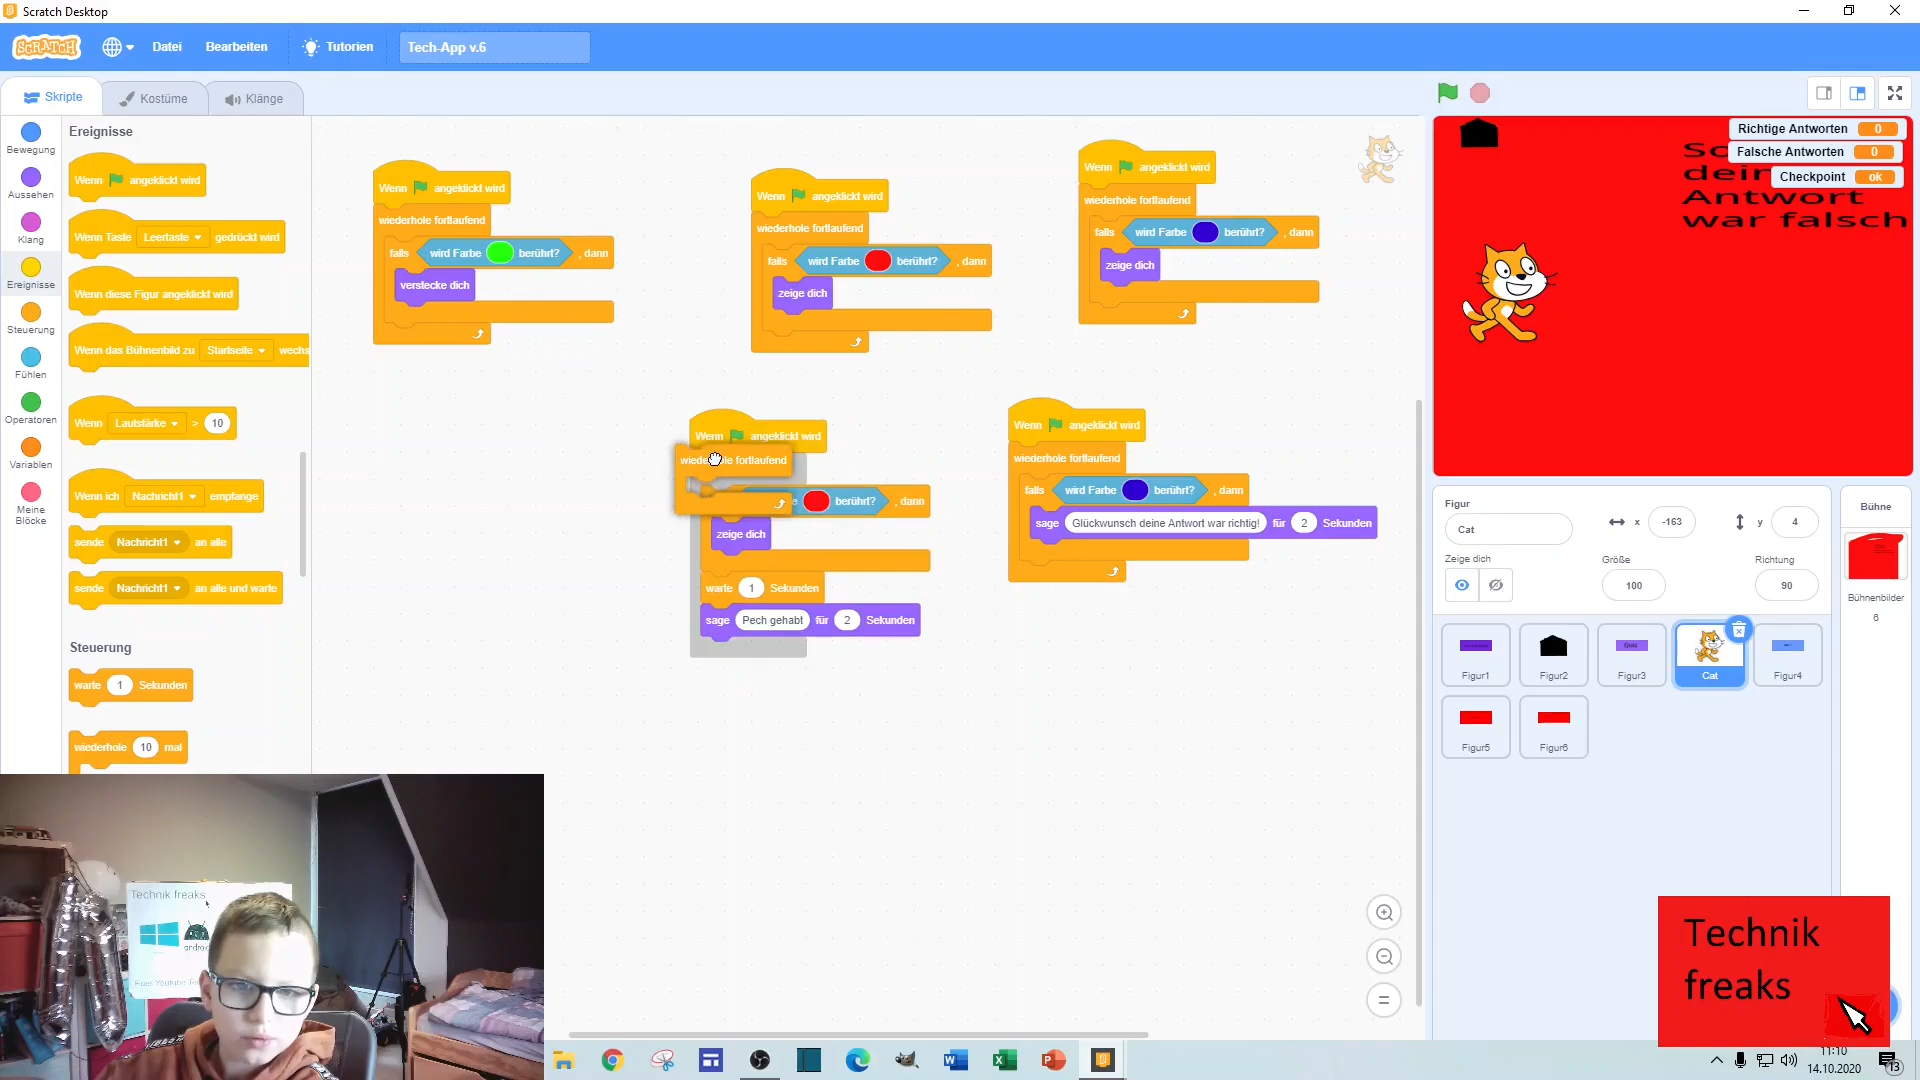 Scratch Desktop
SCRATCH
Datei
Bearbeiten
Tutorien
Tech-App v.6
Skripte
Kostüme
Klänge
Bewegung
Aussehen
Klang
Ereignisse
Steuerung
Fühlen
Operatoren
Variablen
Meine
Blöcke
Ereignisse
Wenn angeklickt wird
Wenn Taste Leertaste gedrückt wird
Wenn diese Figur angeklickt wird
Wenn das Bühnenbild zu Startseite wechs
Wenn Lautstärke > 10
Wenn ich Nachricht1 empfange
sende Nachricht1 an alle
sende Nachricht1 an alle und warte
Steuerung
warte 1 Sekunden
wiederhole 10 mal
Wenn angeklickt wird
wiederhole fortlaufend
falls wird Farbe berührt? , dann
verstecke dich
Wenn angeklickt wird
wiederhole fortlaufend
falls wird Farbe berührt? , dann
zeige dich
Wenn angeklickt wird
wiederhole fortlaufend
falls wird Farbe berührt? , dann
zeige dich
Wenn angeklickt wird
fortlaufend
berührt? , dann
zeige dich
warte 1 Sekunden
sage Pech gehabt für 2 Sekunden
Wenn angeklickt wird
wiederhole fortlaufend
falls wird Farbe berührt? , dann
sage Glückwunsch deine Antwort war richtig! für 2 Sekunden
Richtige Antworten 0
Falsche Antworten 0
Checkpoint ok
Antwort
war falsch
Figur
Cat
x -163
y 4
Zeige dich
Größe
100
Richtung
90
Bühne
Bühnenbilder
6
Figur1
Figur2
Quiz
Figur3
Cat
Figur4
Figur5
Figur6
Technik freaks
android
Technik
freaks
11:10
14.10.2020
13